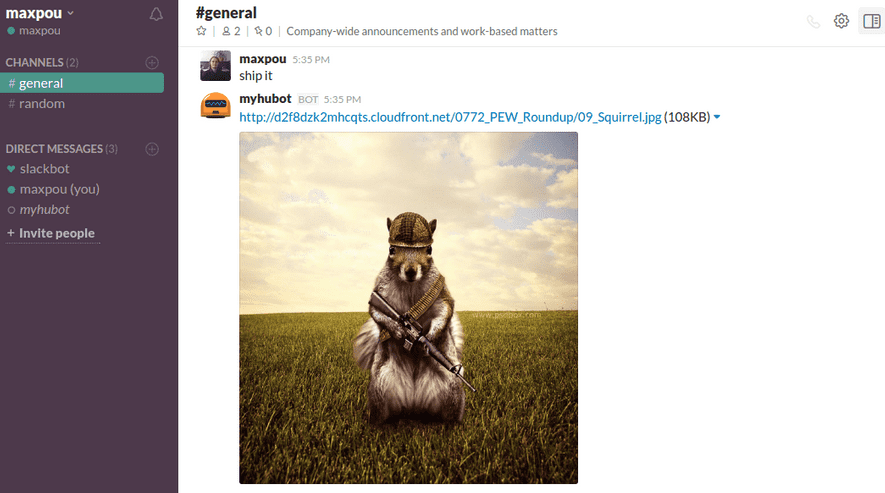 maxpou
maxpou
CHANNELS (2)
# general
# random
DIRECT MESSAGES (3)
slackbot
maxpou (you)
myhubot
+ Invite people
#general
2
0
Company-wide announcements and work-based matters
maxpou 5:35 PM
ship it
myhubot BOT 5:35 PM
http://d2f8dzk2mhcqts.cloudfront.net/0772_PEW_Roundup/09_Squirrel.jpg (108KB)